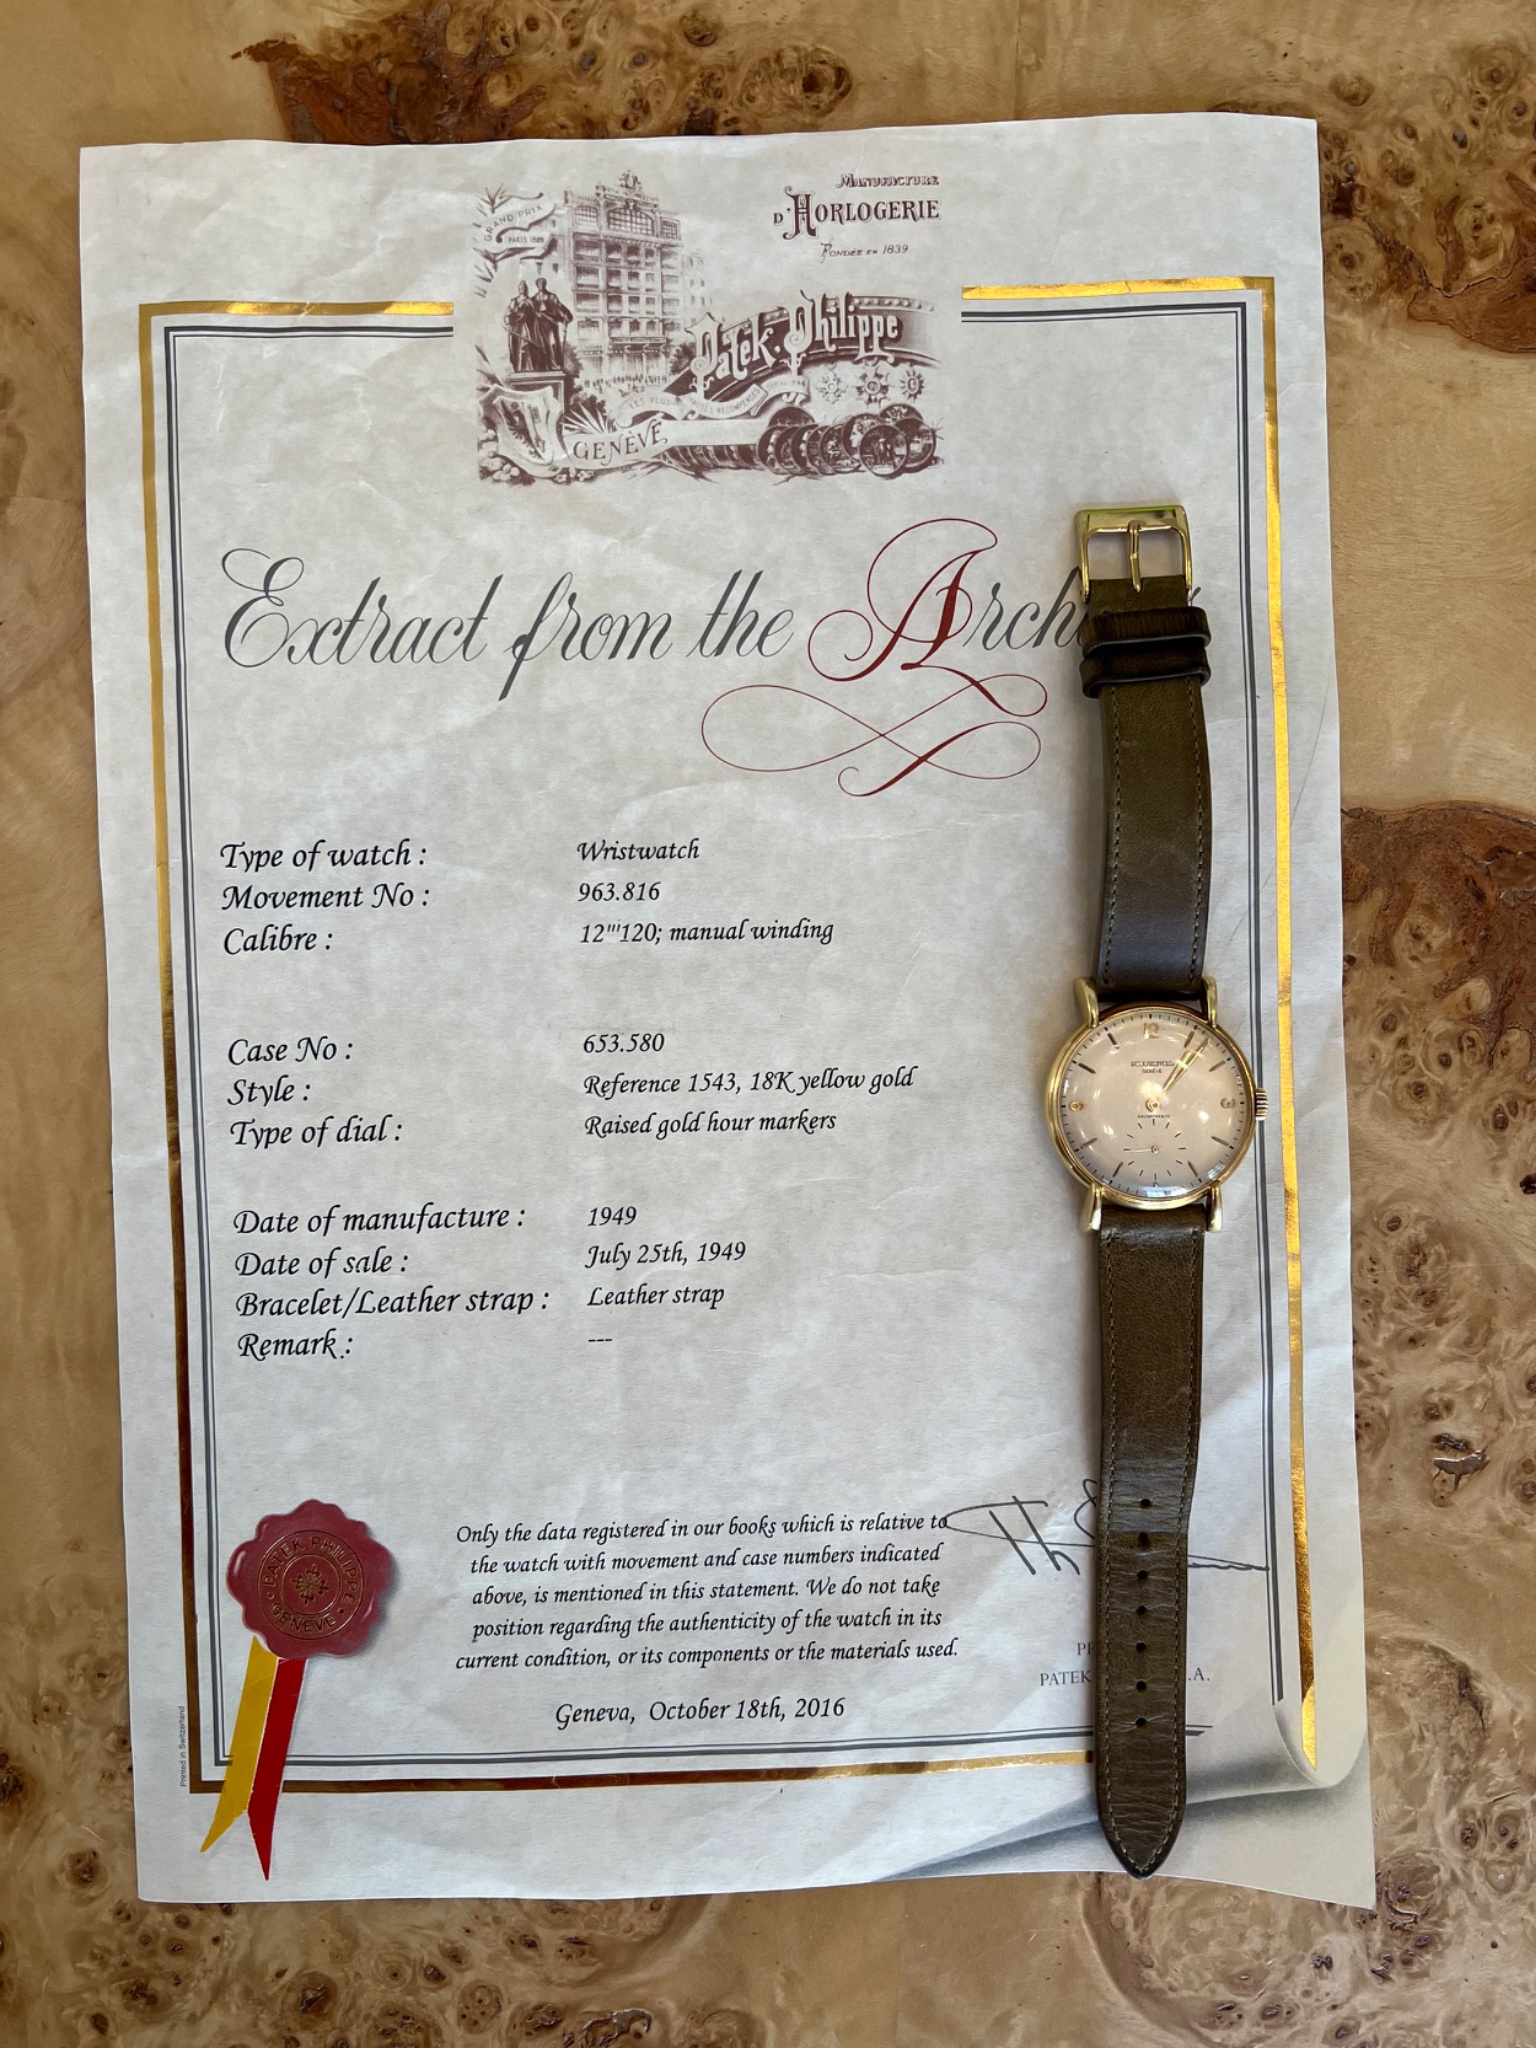 MANUFACTURE
D'HORLOGERIE
FONDÉE EN 1839
GRAND PRIX
PARIS 1889
Patek Philippe
GENÈVE
Extract from the Arch
Type of watch : Wristwatch
Movement No : 963.816
Calibre : 12'''120; manual winding
Case No : 653.580
Style : Reference 1543, 18K yellow gold
Type of dial : Raised gold hour markers
Date of manufacture : 1949
Date of sale : July 25th, 1949
Bracelet/Leather strap : Leather strap
Remark : ---
12
3
9
GENÈVE
Only the data registered in our books which is relative to
the watch with movement and case numbers indicated
above, is mentioned in this statement. We do not take
position regarding the authenticity of the watch in its
current condition, or its components or the materials used.
Geneva, October 18th, 2016
PATEK PHILIPPE
GENEVE
P
PATEK .A.
Printed in Switzerland